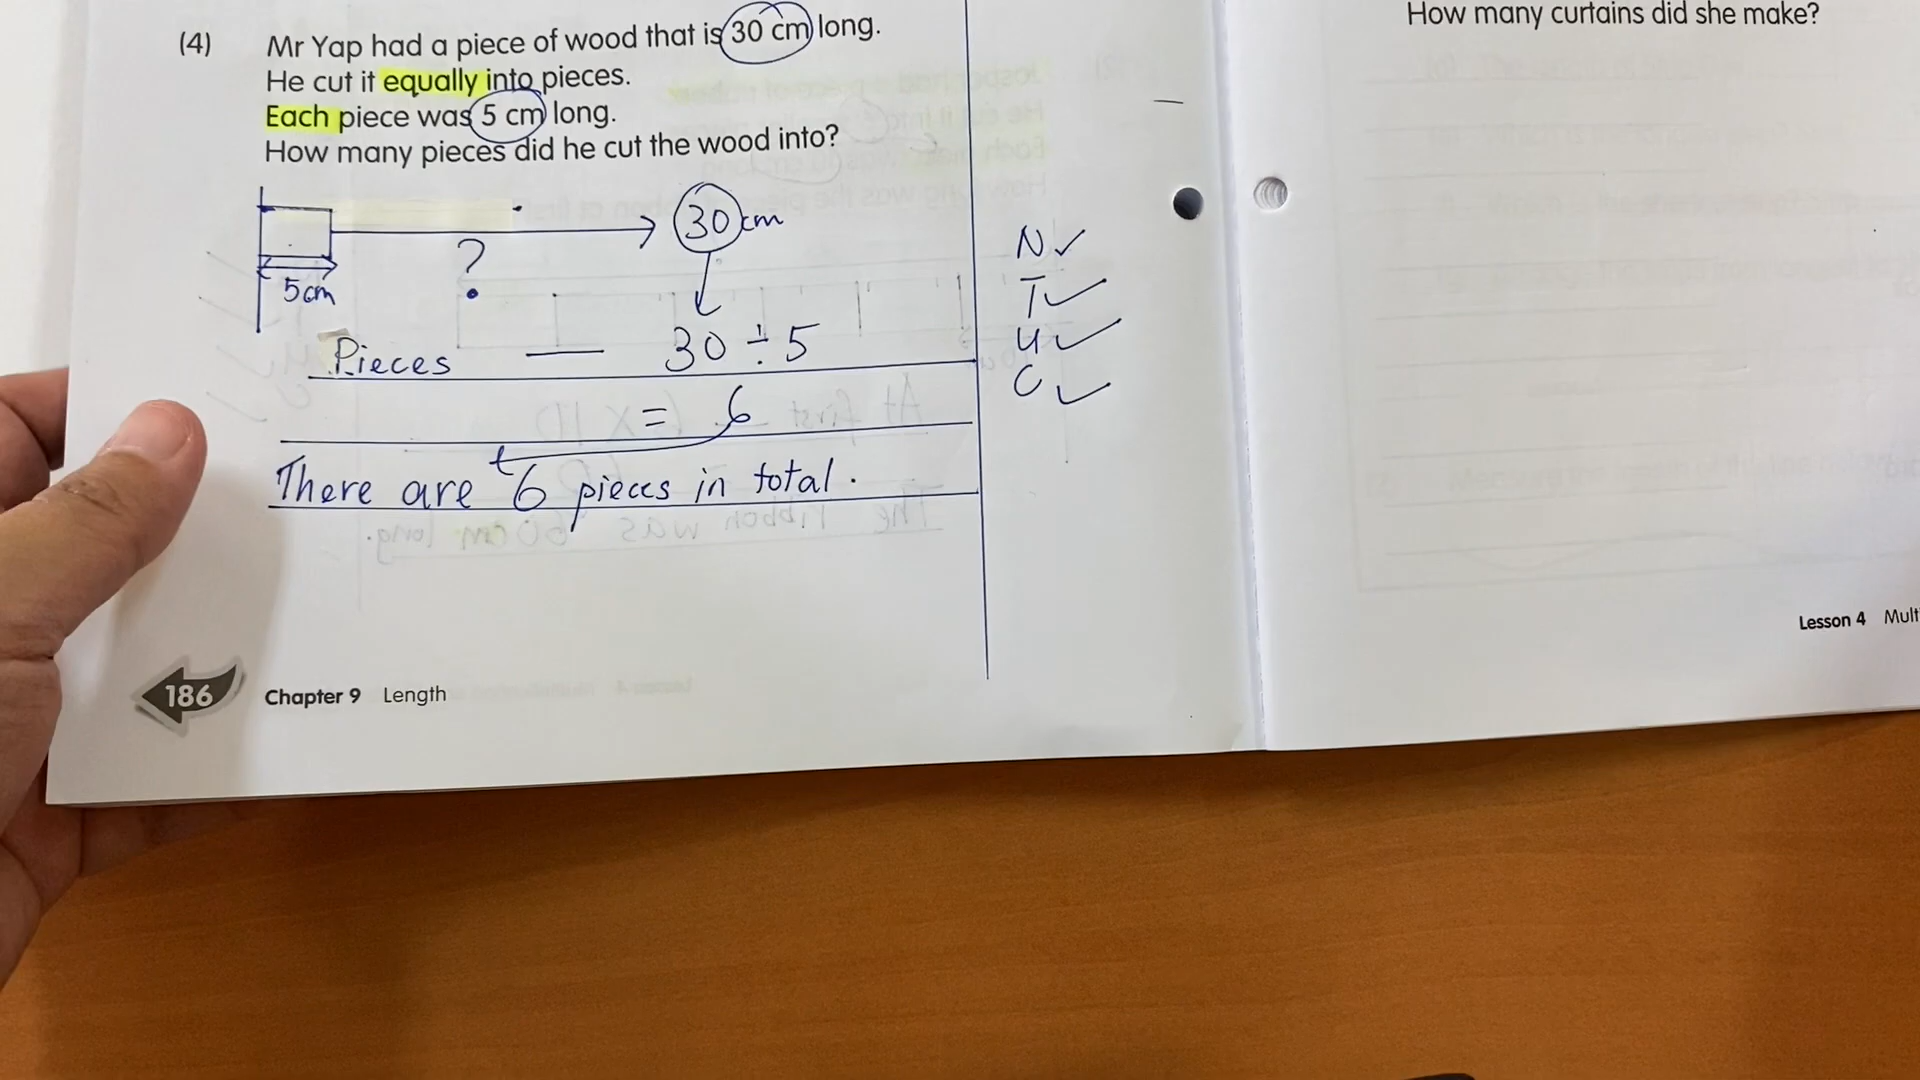 (4) Mr Yap had a piece of wood that is 30 cm long.
He cut it equally into pieces.
Each piece was 5 cm long.
How many pieces did he cut the wood into?
30 cm
?
5cm
Pieces — 30 ÷ 5
= 6
There are 6 pieces in total.
N ✓
T ✓
U ✓
C ✓
186 Chapter 9 Length
How many curtains did she make?
Lesson 4 Mult